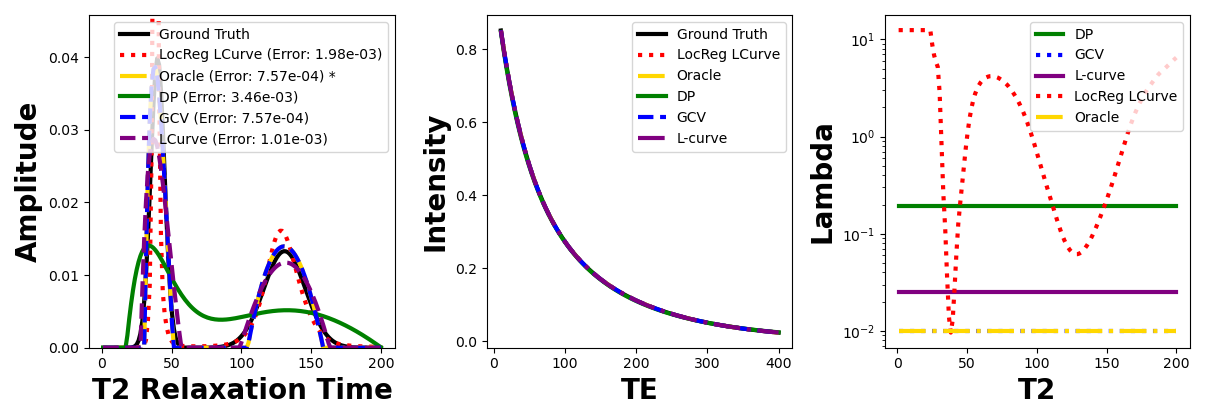 Amplitude
0.04
0.03
0.02
0.01
0.00
0
50
100
150
200
T2 Relaxation Time
Ground Truth
LocReg LCurve (Error: 1.98e-03)
Oracle (Error: 7.57e-04) *
DP (Error: 3.46e-03)
GCV (Error: 7.57e-04)
LCurve (Error: 1.01e-03)
Intensity
0.8
0.6
0.4
0.2
0.0
0
100
200
300
400
TE
Ground Truth
LocReg LCurve
Oracle
DP
GCV
L-curve
Lambda
10¹
10⁰
10⁻¹
10⁻²
0
50
100
150
200
T2
DP
GCV
L-curve
LocReg LCurve
Oracle